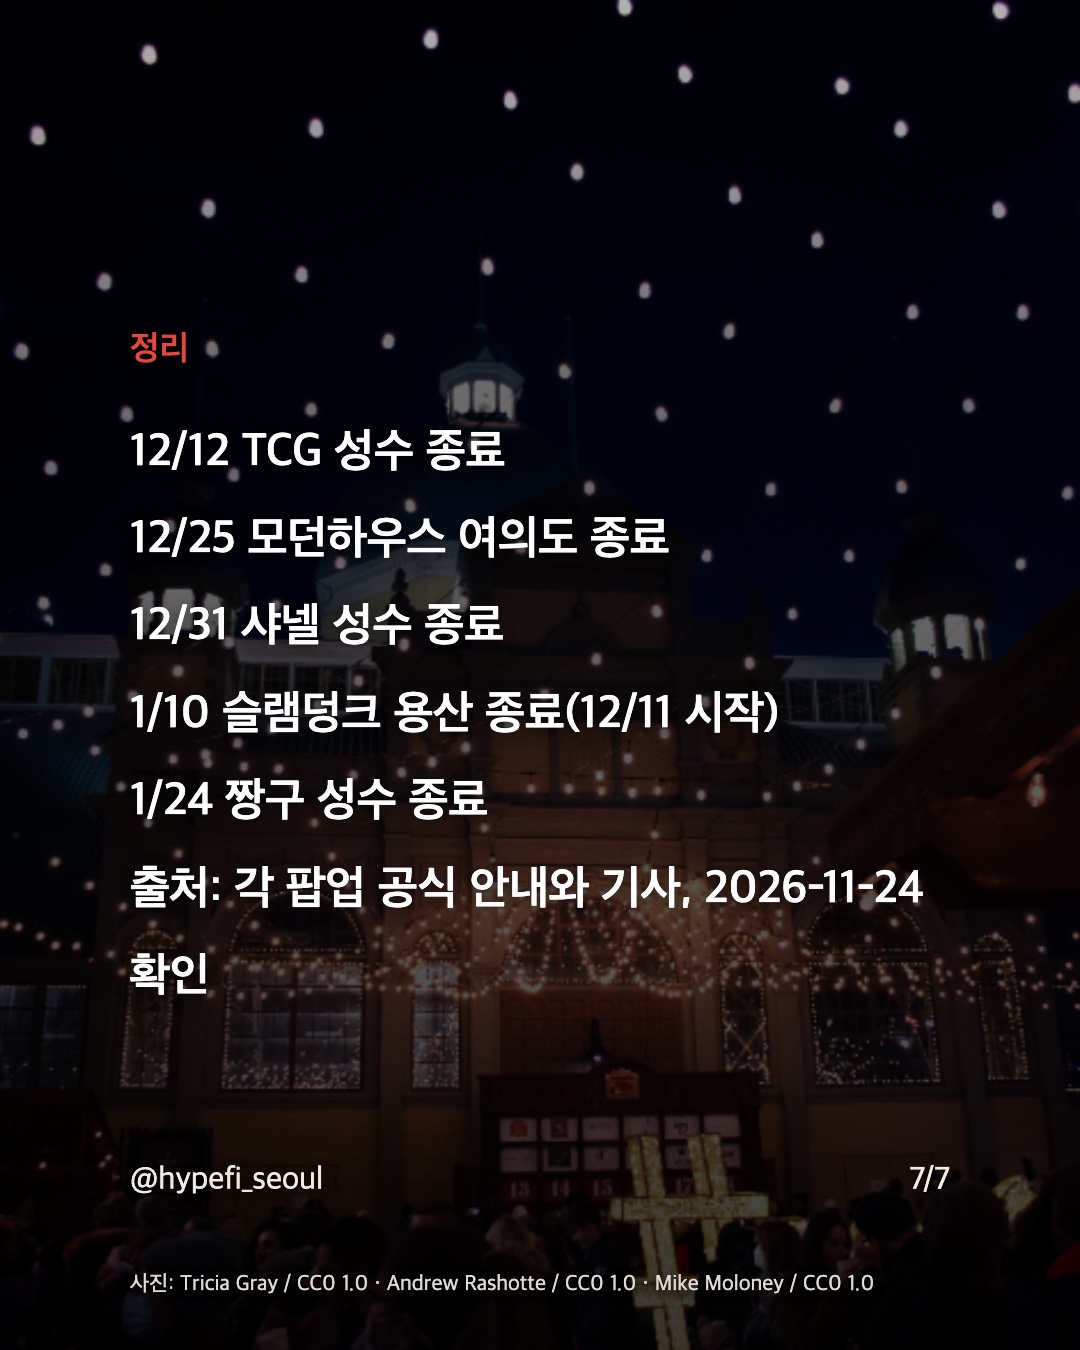 정리
12/12 TCG 성수 종료
12/25 모던하우스 여의도 종료
12/31 샤넬 성수 종료
1/10 슬램덩크 용산 종료(12/11 시작)
1/24 짱구 성수 종료
출처: 각 팝업 공식 안내와 기사, 2026-11-24
확인
13 14 15 17
@hypefi_seoul 7/7
사진: Tricia Gray / CC0 1.0 · Andrew Rashotte / CC0 1.0 · Mike Moloney / CC0 1.0